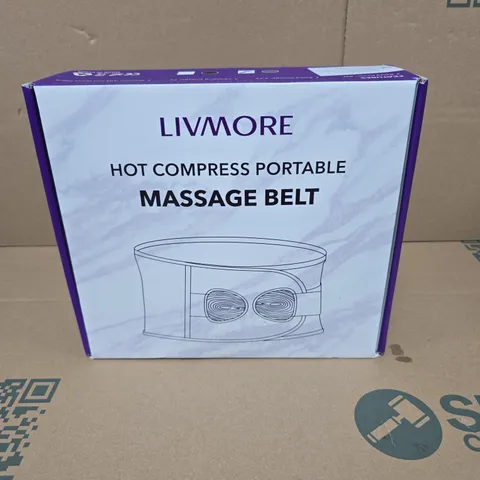 LIVMORE
HOT COMPRESS PORTABLE
MASSAGE BELT